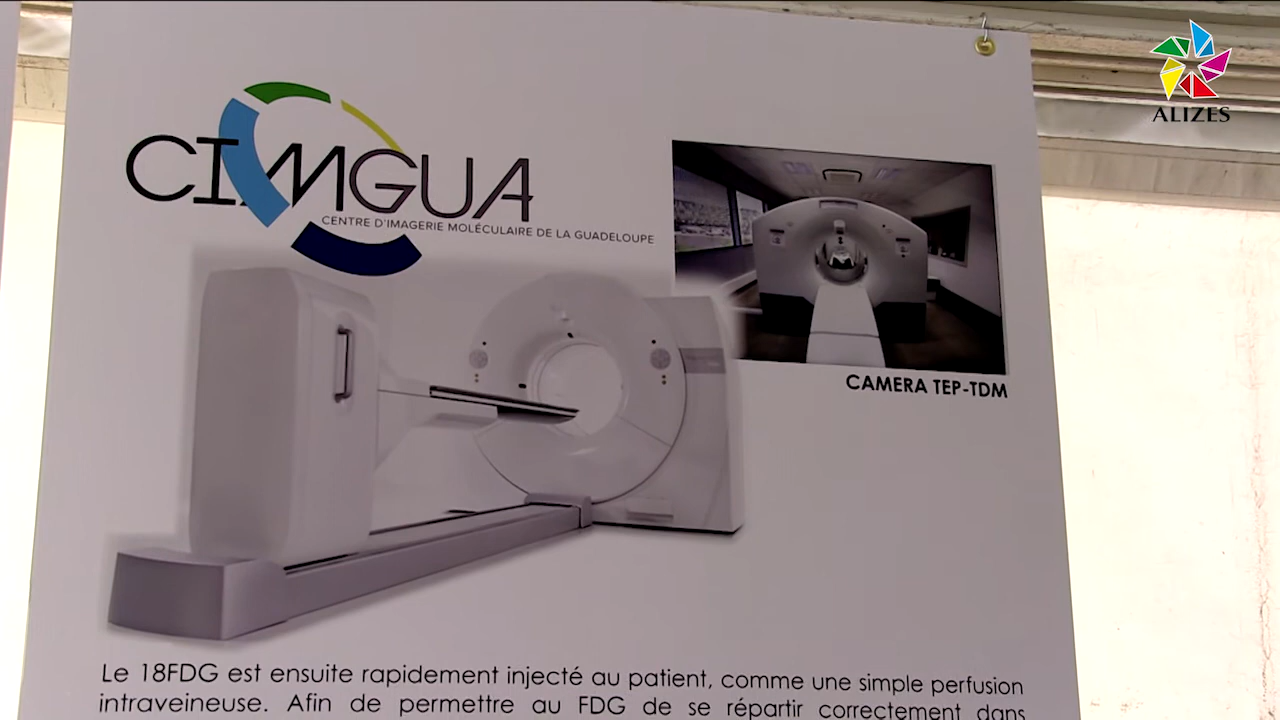 ALIZES
CIMGUA
CENTRE D'IMAGERIE MOLÉCULAIRE DE LA GUADELOUPE
CAMERA TEP-TDM
Le 18FDG est ensuite rapidement injecté au patient, comme une simple perfusion
intraveineuse. Afin de permettre au FDG de se répartir correctement dans